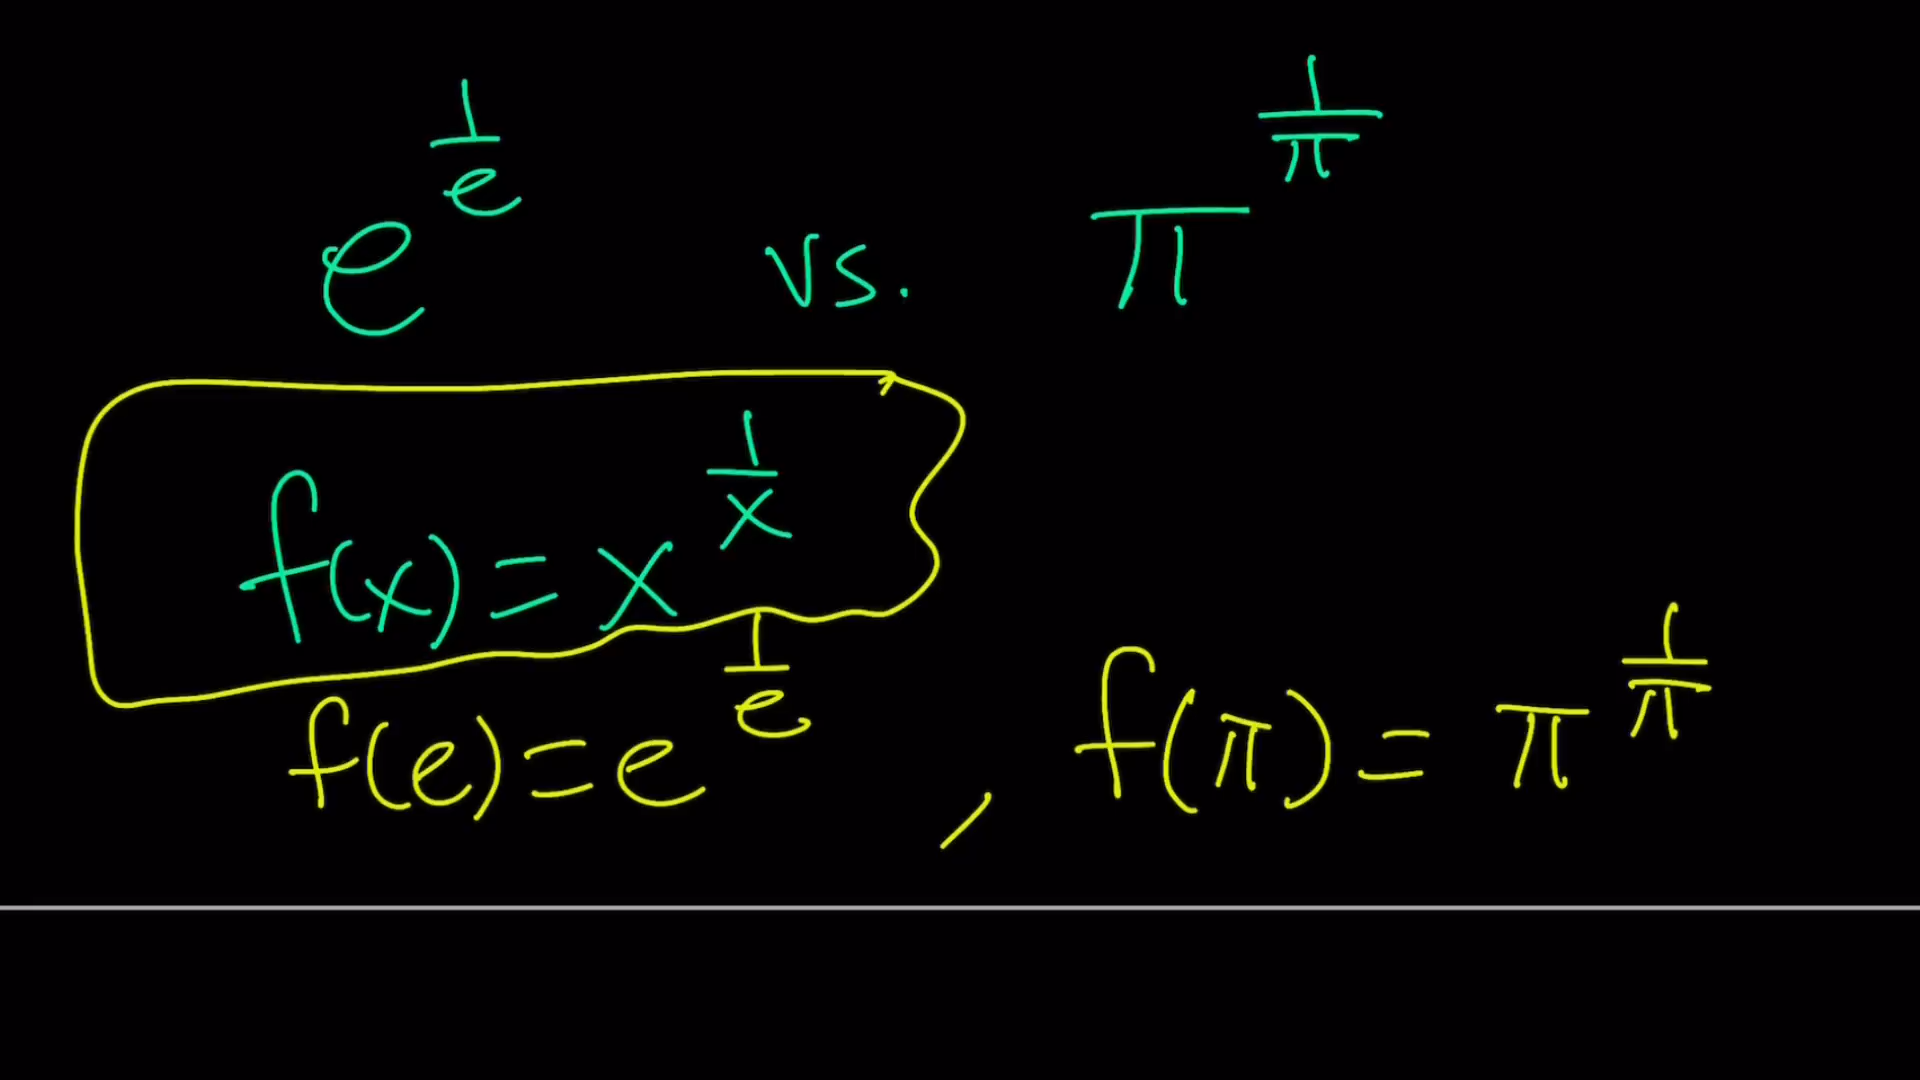 e^{1/e} vs. π^{1/π}
f(x) = x^{1/x}
f(e) = e^{1/e} , f(π) = π^{1/π}